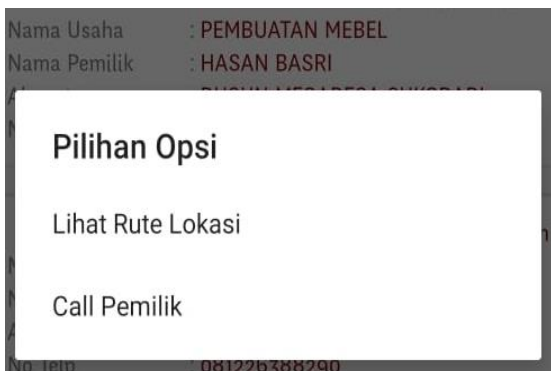 Nama Usaha : PEMBUATAN MEBEL
Nama Pemilik : HASAN BASRI
Pilihan Opsi
Lihat Rute Lokasi
Call Pemilik
No Telp : 081226388290